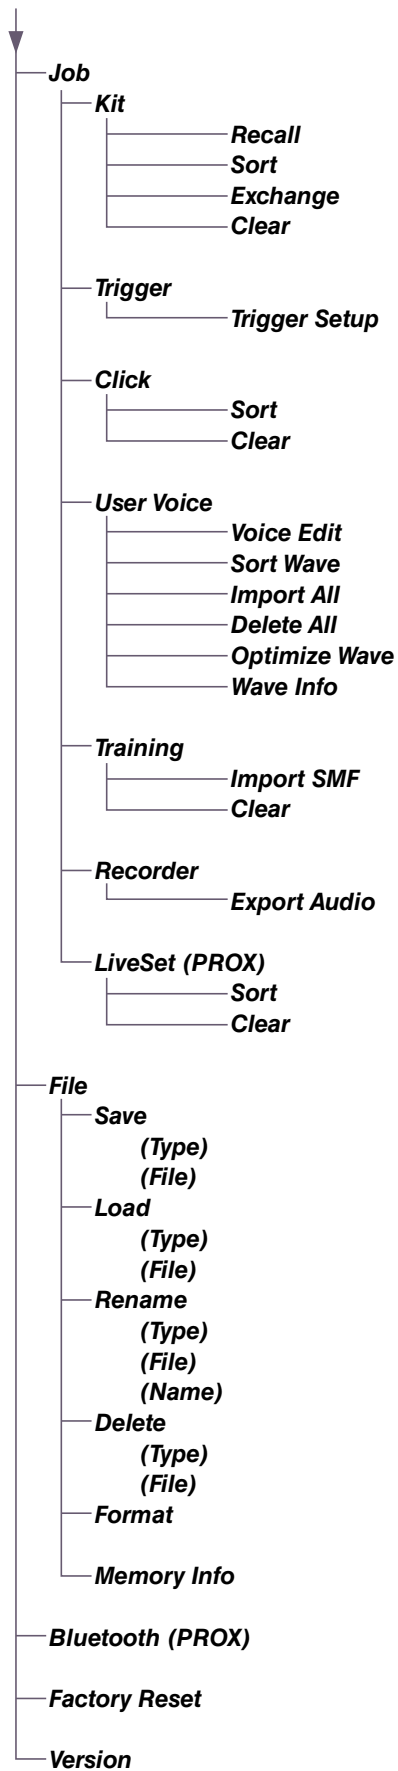 Job
Kit
Recall
Sort
Exchange
Clear
Trigger
Trigger Setup
Click
Sort
Clear
User Voice
Voice Edit
Sort Wave
Import All
Delete All
Optimize Wave
Wave Info
Training
Import SMF
Clear
Recorder
Export Audio
LiveSet (PROX)
Sort
Clear
File
Save
(Type)
(File)
Load
(Type)
(File)
Rename
(Type)
(File)
(Name)
Delete
(Type)
(File)
Format
Memory Info
Bluetooth (PROX)
Factory Reset
Version